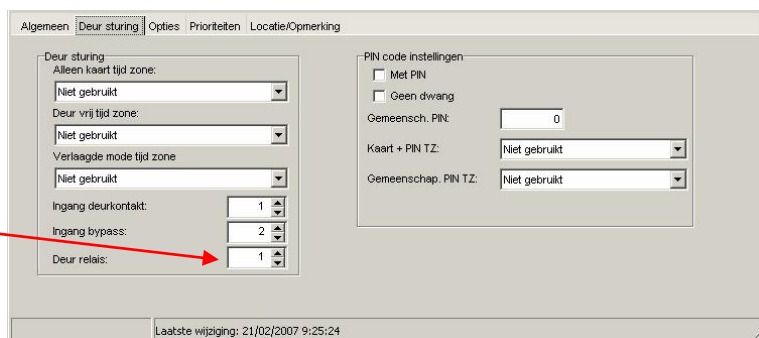 Algemeen Deur sturing Opties Prioriteiten Locatie/Opmerking
Deur sturing
Alleen kaart tijd zone:
Niet gebruikt
Deur vrij tijd zone:
Niet gebruikt
Verlaagde mode tijd zone
Niet gebruikt
Ingang deurkontakt: 1
Ingang bypass: 2
Deur relais: 1
PIN code instellingen
Met PIN
Geen dwang
Gemeensch. PIN: 0
Kaart + PIN TZ: Niet gebruikt
Gemeenschap. PIN TZ: Niet gebruikt
Laatste wijziging: 21/02/2007 9:25:24